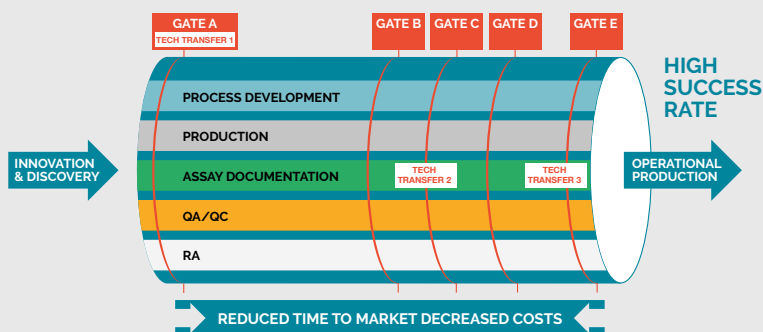 GATE A
TECH TRANSFER 1
GATE B
GATE C
GATE D
GATE E
HIGH
SUCCESS
RATE
PROCESS DEVELOPMENT
PRODUCTION
INNOVATION
& DISCOVERY
ASSAY DOCUMENTATION
TECH
TRANSFER 2
TECH
TRANSFER 3
OPERATIONAL
PRODUCTION
QA/QC
RA
REDUCED TIME TO MARKET DECREASED COSTS